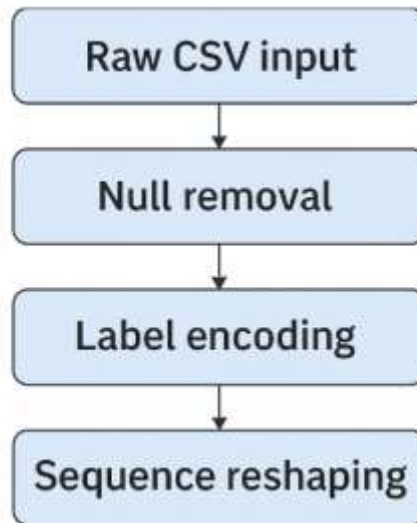 Raw CSV input
Null removal
Label encoding
Sequence reshaping